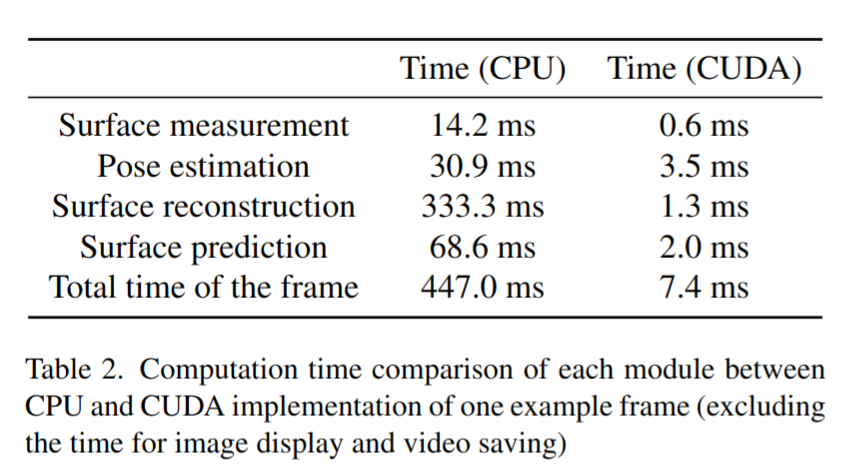 Time (CPU) Time (CUDA)
Surface measurement 14.2 ms 0.6 ms
Pose estimation 30.9 ms 3.5 ms
Surface reconstruction 333.3 ms 1.3 ms
Surface prediction 68.6 ms 2.0 ms
Total time of the frame 447.0 ms 7.4 ms
Table 2. Computation time comparison of each module between
CPU and CUDA implementation of one example frame (excluding
the time for image display and video saving)